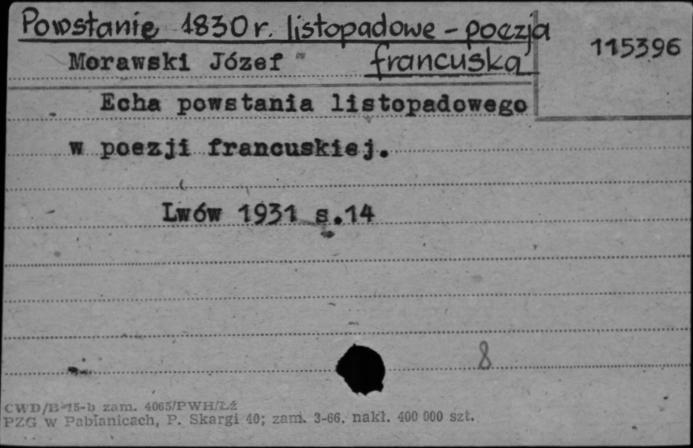 Powstanie 1830 r. listopadowe - poezja
francuska
115396
Morawski Józef
Echa powstania listopadowego
w poezji francuskiej.
Lwów 1931 s.14
8
CWD/B-15-b zam. 4065/PWH/ŁŹ
PZG w Pabianicach, P. Skargi 40; zam. 3-66. nakł. 400 000 szt.